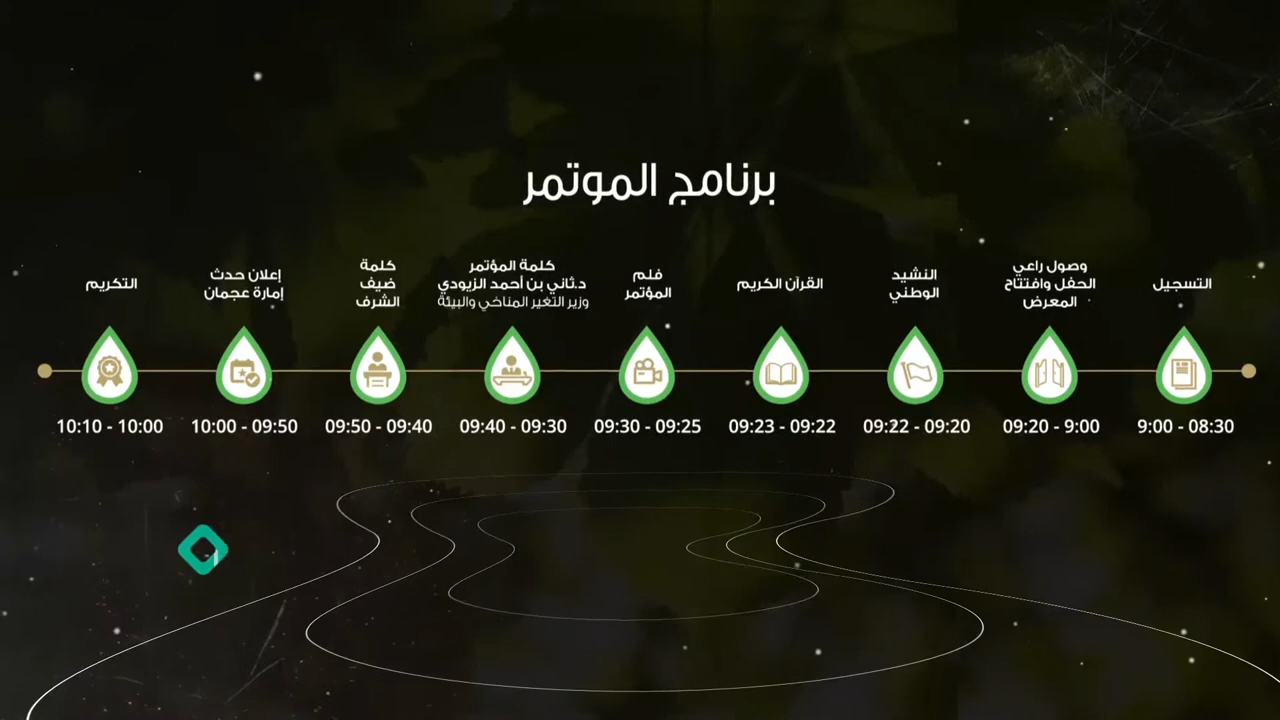 برنامج الموتمر
التسجيل
9:00 - 08:30
وصول راعي
الحفل وافتتاح
المعرض
09:20 - 9:00
النشيد
الوطني
09:22 - 09:20
القرآن الكريم
09:23 - 09:22
فلم
المؤتمر
09:30 - 09:25
كلمة المؤتمر
د.ثاني بن أحمد الزيودي
وزير التغير المناخي والبيئة
09:40 - 09:30
كلمة
ضيف
الشرف
09:50 - 09:40
إعلان حدث
إمارة عجمان
10:00 - 09:50
التكريم
10:10 - 10:00